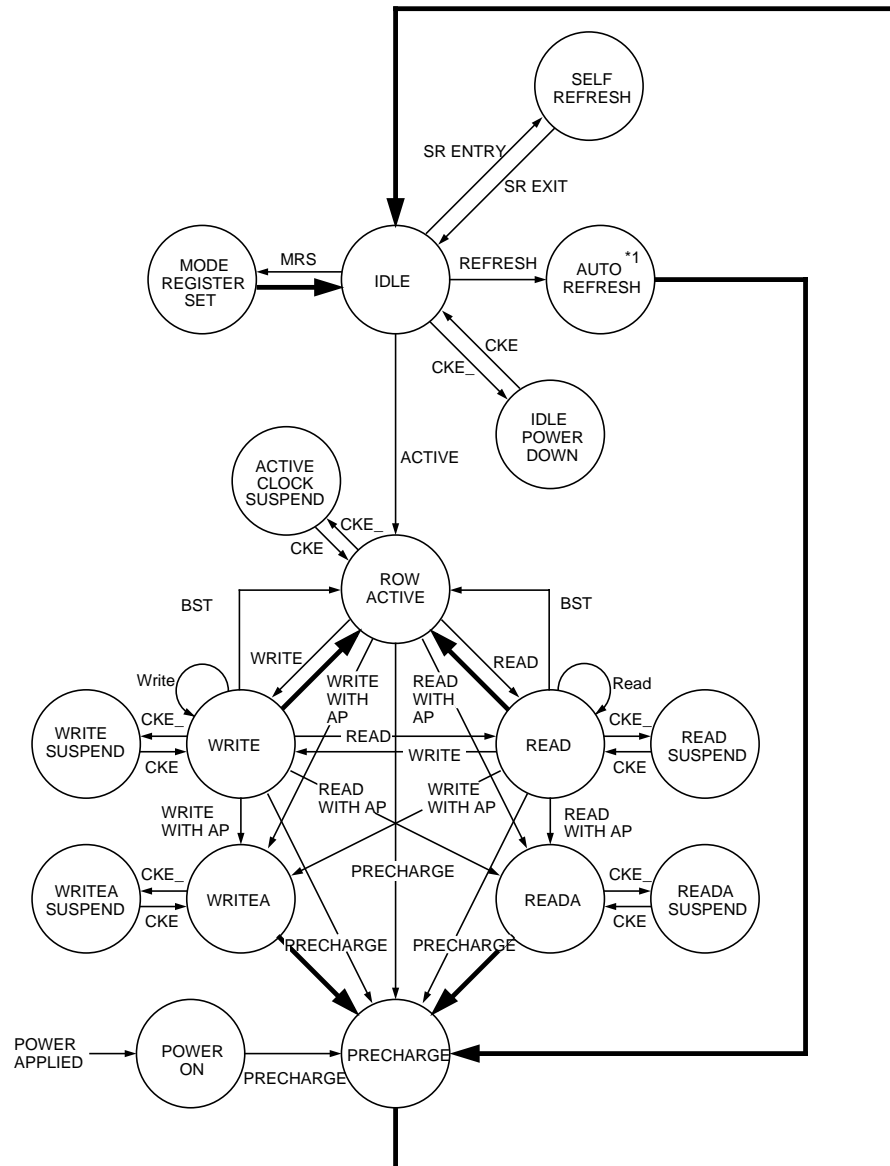 SELF
REFRESH
SR ENTRY
SR EXIT
MODE
REGISTER
SET
MRS
IDLE
REFRESH
*1
AUTO
REFRESH
CKE
CKE_
IDLE
POWER
DOWN
ACTIVE
ACTIVE
CLOCK
SUSPEND
CKE_
CKE
ROW
ACTIVE
BST
BST
WRITE
READ
Write
WRITE
WITH
AP
READ
WITH
AP
Read
WRITE
SUSPEND
CKE_
CKE
WRITE
READ
WRITE
READ
CKE_
CKE
READ
SUSPEND
WRITE
WITH AP
READ
WITH AP
WRITE
WITH AP
READ
WITH AP
WRITEA
SUSPEND
CKE_
CKE
WRITEA
PRECHARGE
READA
CKE_
CKE
READA
SUSPEND
PRECHARGE
PRECHARGE
POWER
APPLIED
POWER
ON
PRECHARGE
PRECHARGE